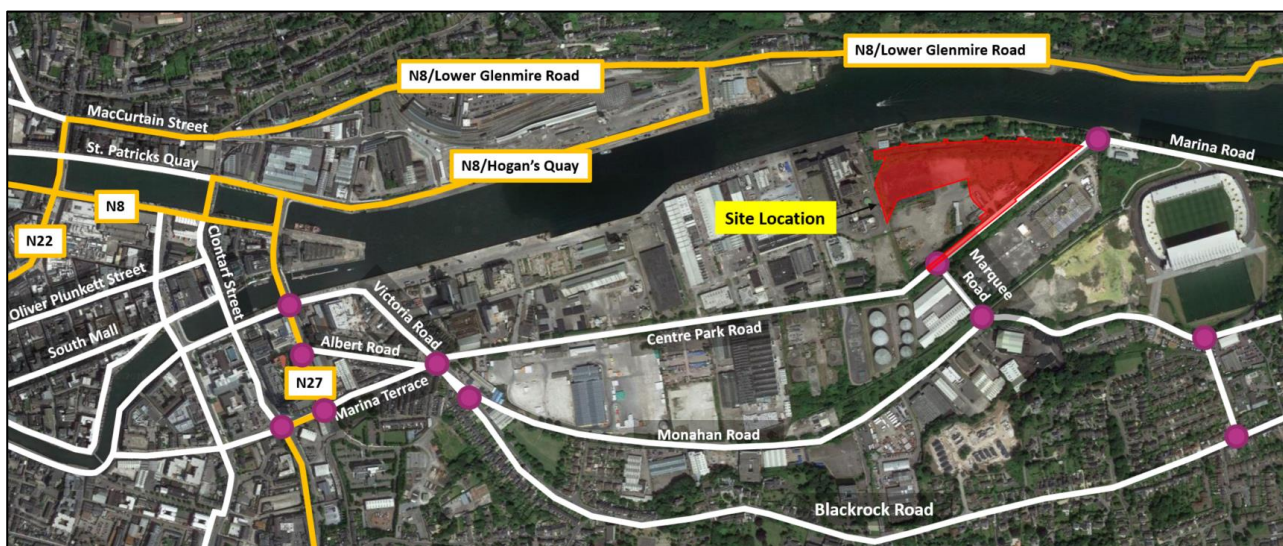 N8/Lower Glenmire Road
N8/Lower Glenmire Road
MacCurtain Street
St. Patricks Quay
N8/Hogan's Quay
Marina Road
N8
Site Location
N22
Clontarf Street
Oliver Plunkett Street
Marquee
Road
Victoria Road
South Mall
Centre Park Road
Albert Road
N27
Marina Terrace
Monahan Road
Blackrock Road